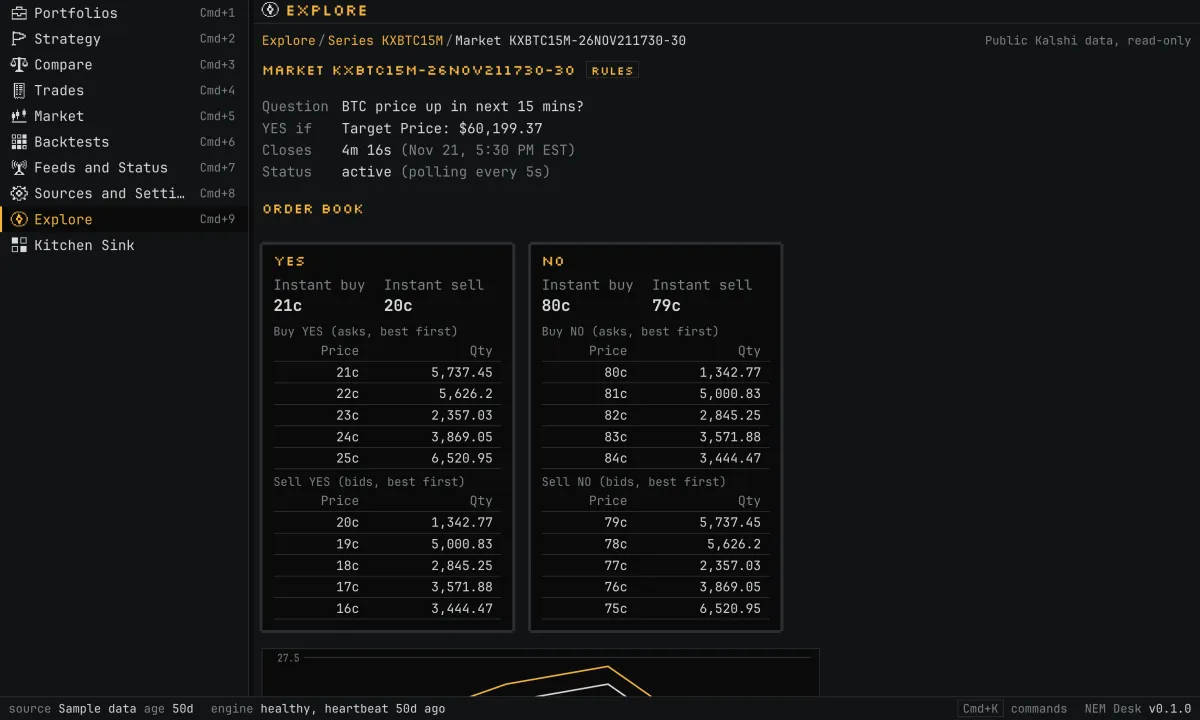 Portfolios Cmd+1
Strategy Cmd+2
Compare Cmd+3
Trades Cmd+4
Market Cmd+5
Backtests Cmd+6
Feeds and Status Cmd+7
Sources and Setti… Cmd+8
Explore Cmd+9
Kitchen Sink
EXPLORE
Explore / Series KXBTC15M / Market KXBTC15M-26NOV211730-30
Public Kalshi data, read-only
MARKET KXBTC15M-26NOV211730-30 RULES
Question BTC price up in next 15 mins?
YES if Target Price: $60,199.37
Closes 4m 16s (Nov 21, 5:30 PM EST)
Status active (polling every 5s)
ORDER BOOK
YES
Instant buy Instant sell
21c 20c
Buy YES (asks, best first)
Price Qty
21c 5,737.45
22c 5,626.2
23c 2,357.03
24c 3,869.05
25c 6,520.95
Sell YES (bids, best first)
Price Qty
20c 1,342.77
19c 5,000.83
18c 2,845.25
17c 3,571.88
16c 3,444.47
NO
Instant buy Instant sell
80c 79c
Buy NO (asks, best first)
Price Qty
80c 1,342.77
81c 5,000.83
82c 2,845.25
83c 3,571.88
84c 3,444.47
Sell NO (bids, best first)
Price Qty
79c 5,737.45
78c 5,626.2
77c 2,357.03
76c 3,869.05
75c 6,520.95
27.5
source Sample data age 50d engine healthy, heartbeat 50d ago
Cmd+K commands NEM Desk v0.1.0